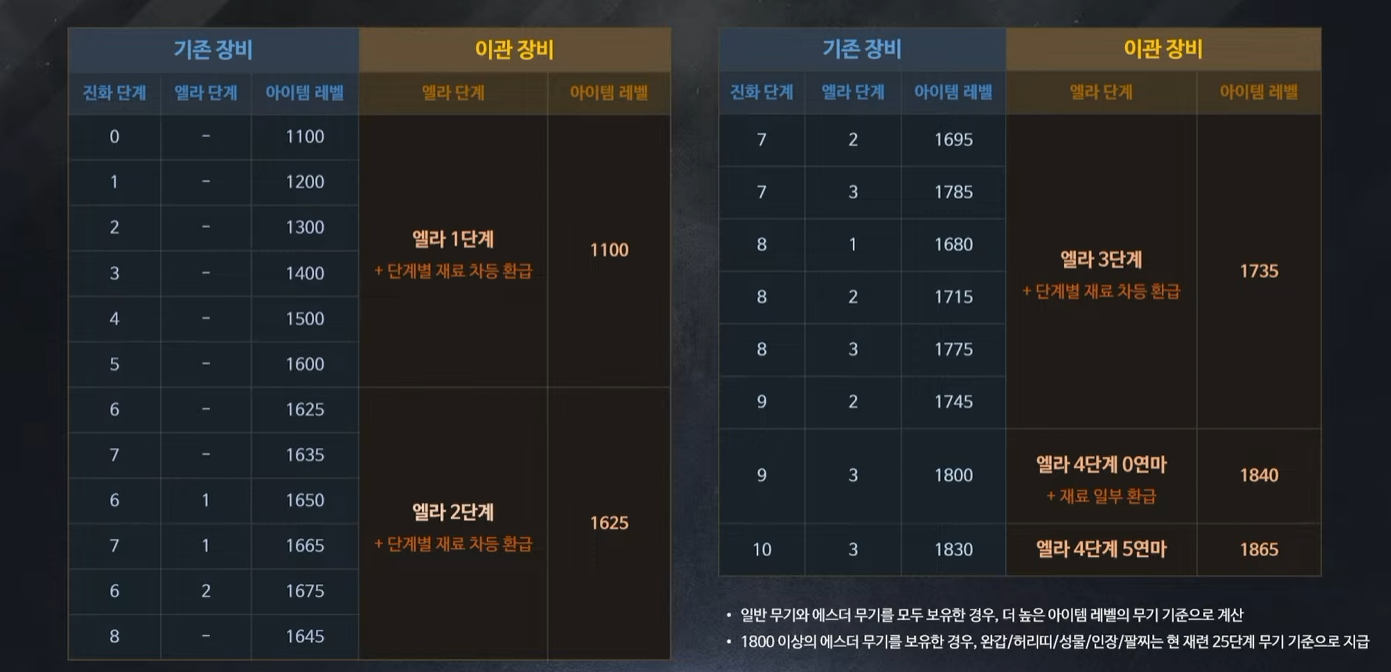 기존 장비 이관 장비
진화 단계 엘라 단계 아이템 레벨 엘라 단계 아이템 레벨
0 – 1100
1 – 1200
2 – 1300
엘라 1단계 1100
+ 단계별 재료 차등 환급
3 – 1400
4 – 1500
5 – 1600
6 – 1625
7 – 1635
6 1 1650
엘라 2단계 1625
7 1 1665
+ 단계별 재료 차등 환급
6 2 1675
8 – 1645
기존 장비 이관 장비
진화 단계 엘라 단계 아이템 레벨 엘라 단계 아이템 레벨
7 2 1695
7 3 1785
8 1 1680
엘라 3단계 1735
+ 단계별 재료 차등 환급
8 2 1715
8 3 1775
9 2 1745
9 3 1800 엘라 4단계 0연마 1840
+ 재료 일부 환급
10 3 1830 엘라 4단계 5연마 1865
• 일반 무기와 에스더 무기를 모두 보유한 경우, 더 높은 아이템 레벨의 무기 기준으로 계산
• 1800 이상의 에스더 무기를 보유한 경우, 완갑/허리띠/성물/인장/팔찌는 현 재련 25단계 무기 기준으로 지급